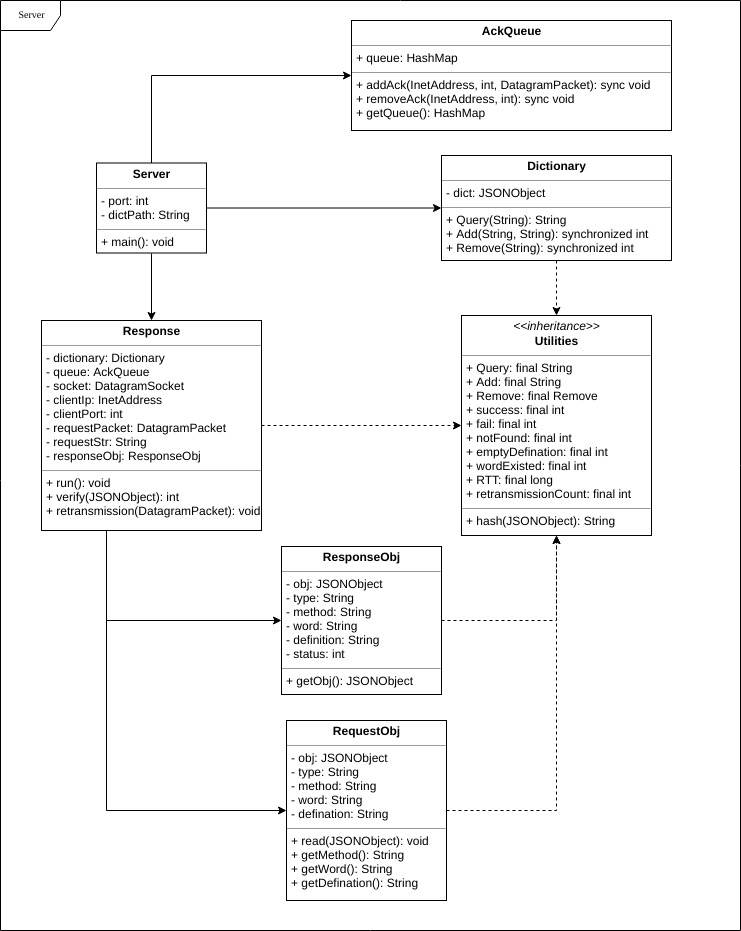 Server
AckQueue
+ queue: HashMap
+ addAck(InetAddress, int, DatagramPacket): sync void
+ removeAck(InetAddress, int): sync void
+ getQueue(): HashMap
Server
- port: int
- dictPath: String
+ main(): void
Dictionary
- dict: JSONObject
+ Query(String): String
+ Add(String, String): synchronized int
+ Remove(String): synchronized int
Response
- dictionary: Dictionary
- queue: AckQueue
- socket: DatagramSocket
- clientIp: InetAddress
- clientPort: int
- requestPacket: DatagramPacket
- requestStr: String
- responseObj: ResponseObj
+ run(): void
+ verify(JSONObject): int
+ retransmission(DatagramPacket): void
<<inheritance>>
Utilities
+ Query: final String
+ Add: final String
+ Remove: final Remove
+ success: final int
+ fail: final int
+ notFound: final int
+ emptyDefination: final int
+ wordExisted: final int
+ RTT: final long
+ retransmissionCount: final int
+ hash(JSONObject): String
ResponseObj
- obj: JSONObject
- type: String
- method: String
- word: String
- definition: String
- status: int
+ getObj(): JSONObject
RequestObj
- obj: JSONObject
- type: String
- method: String
- word: String
- defination: String
+ read(JSONObject): void
+ getMethod(): String
+ getWord(): String
+ getDefination(): String